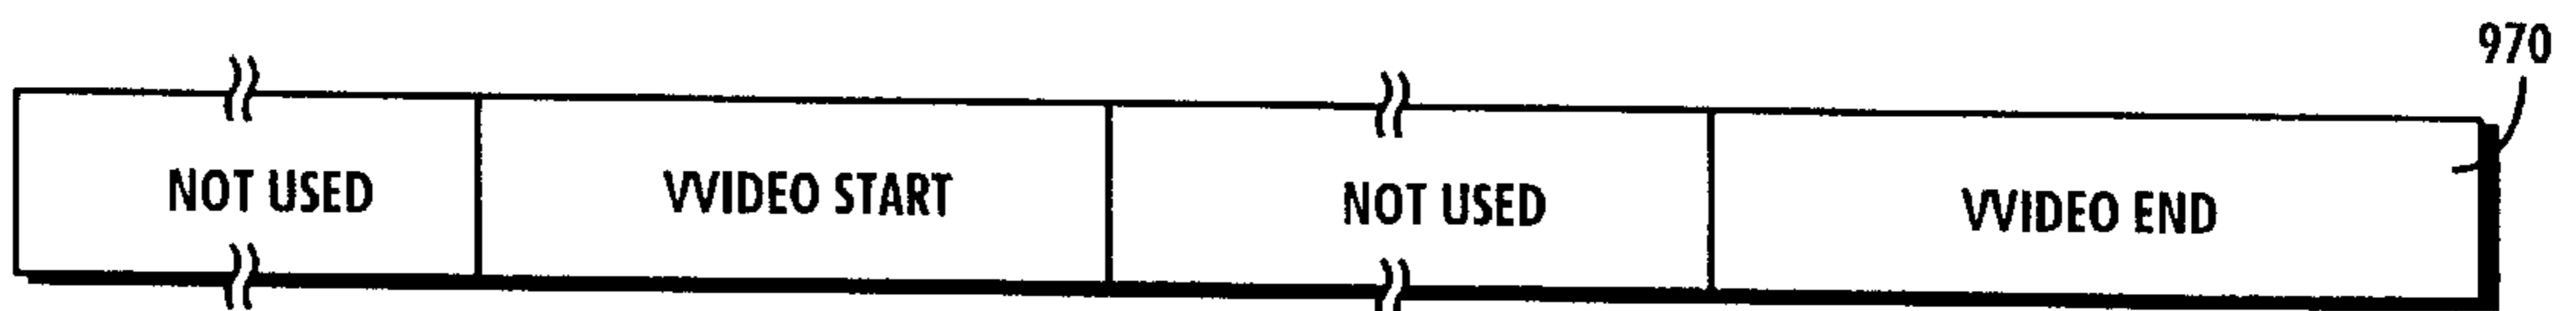 970
NOT USED
VVIDEO START
NOT USED
VVIDEO END